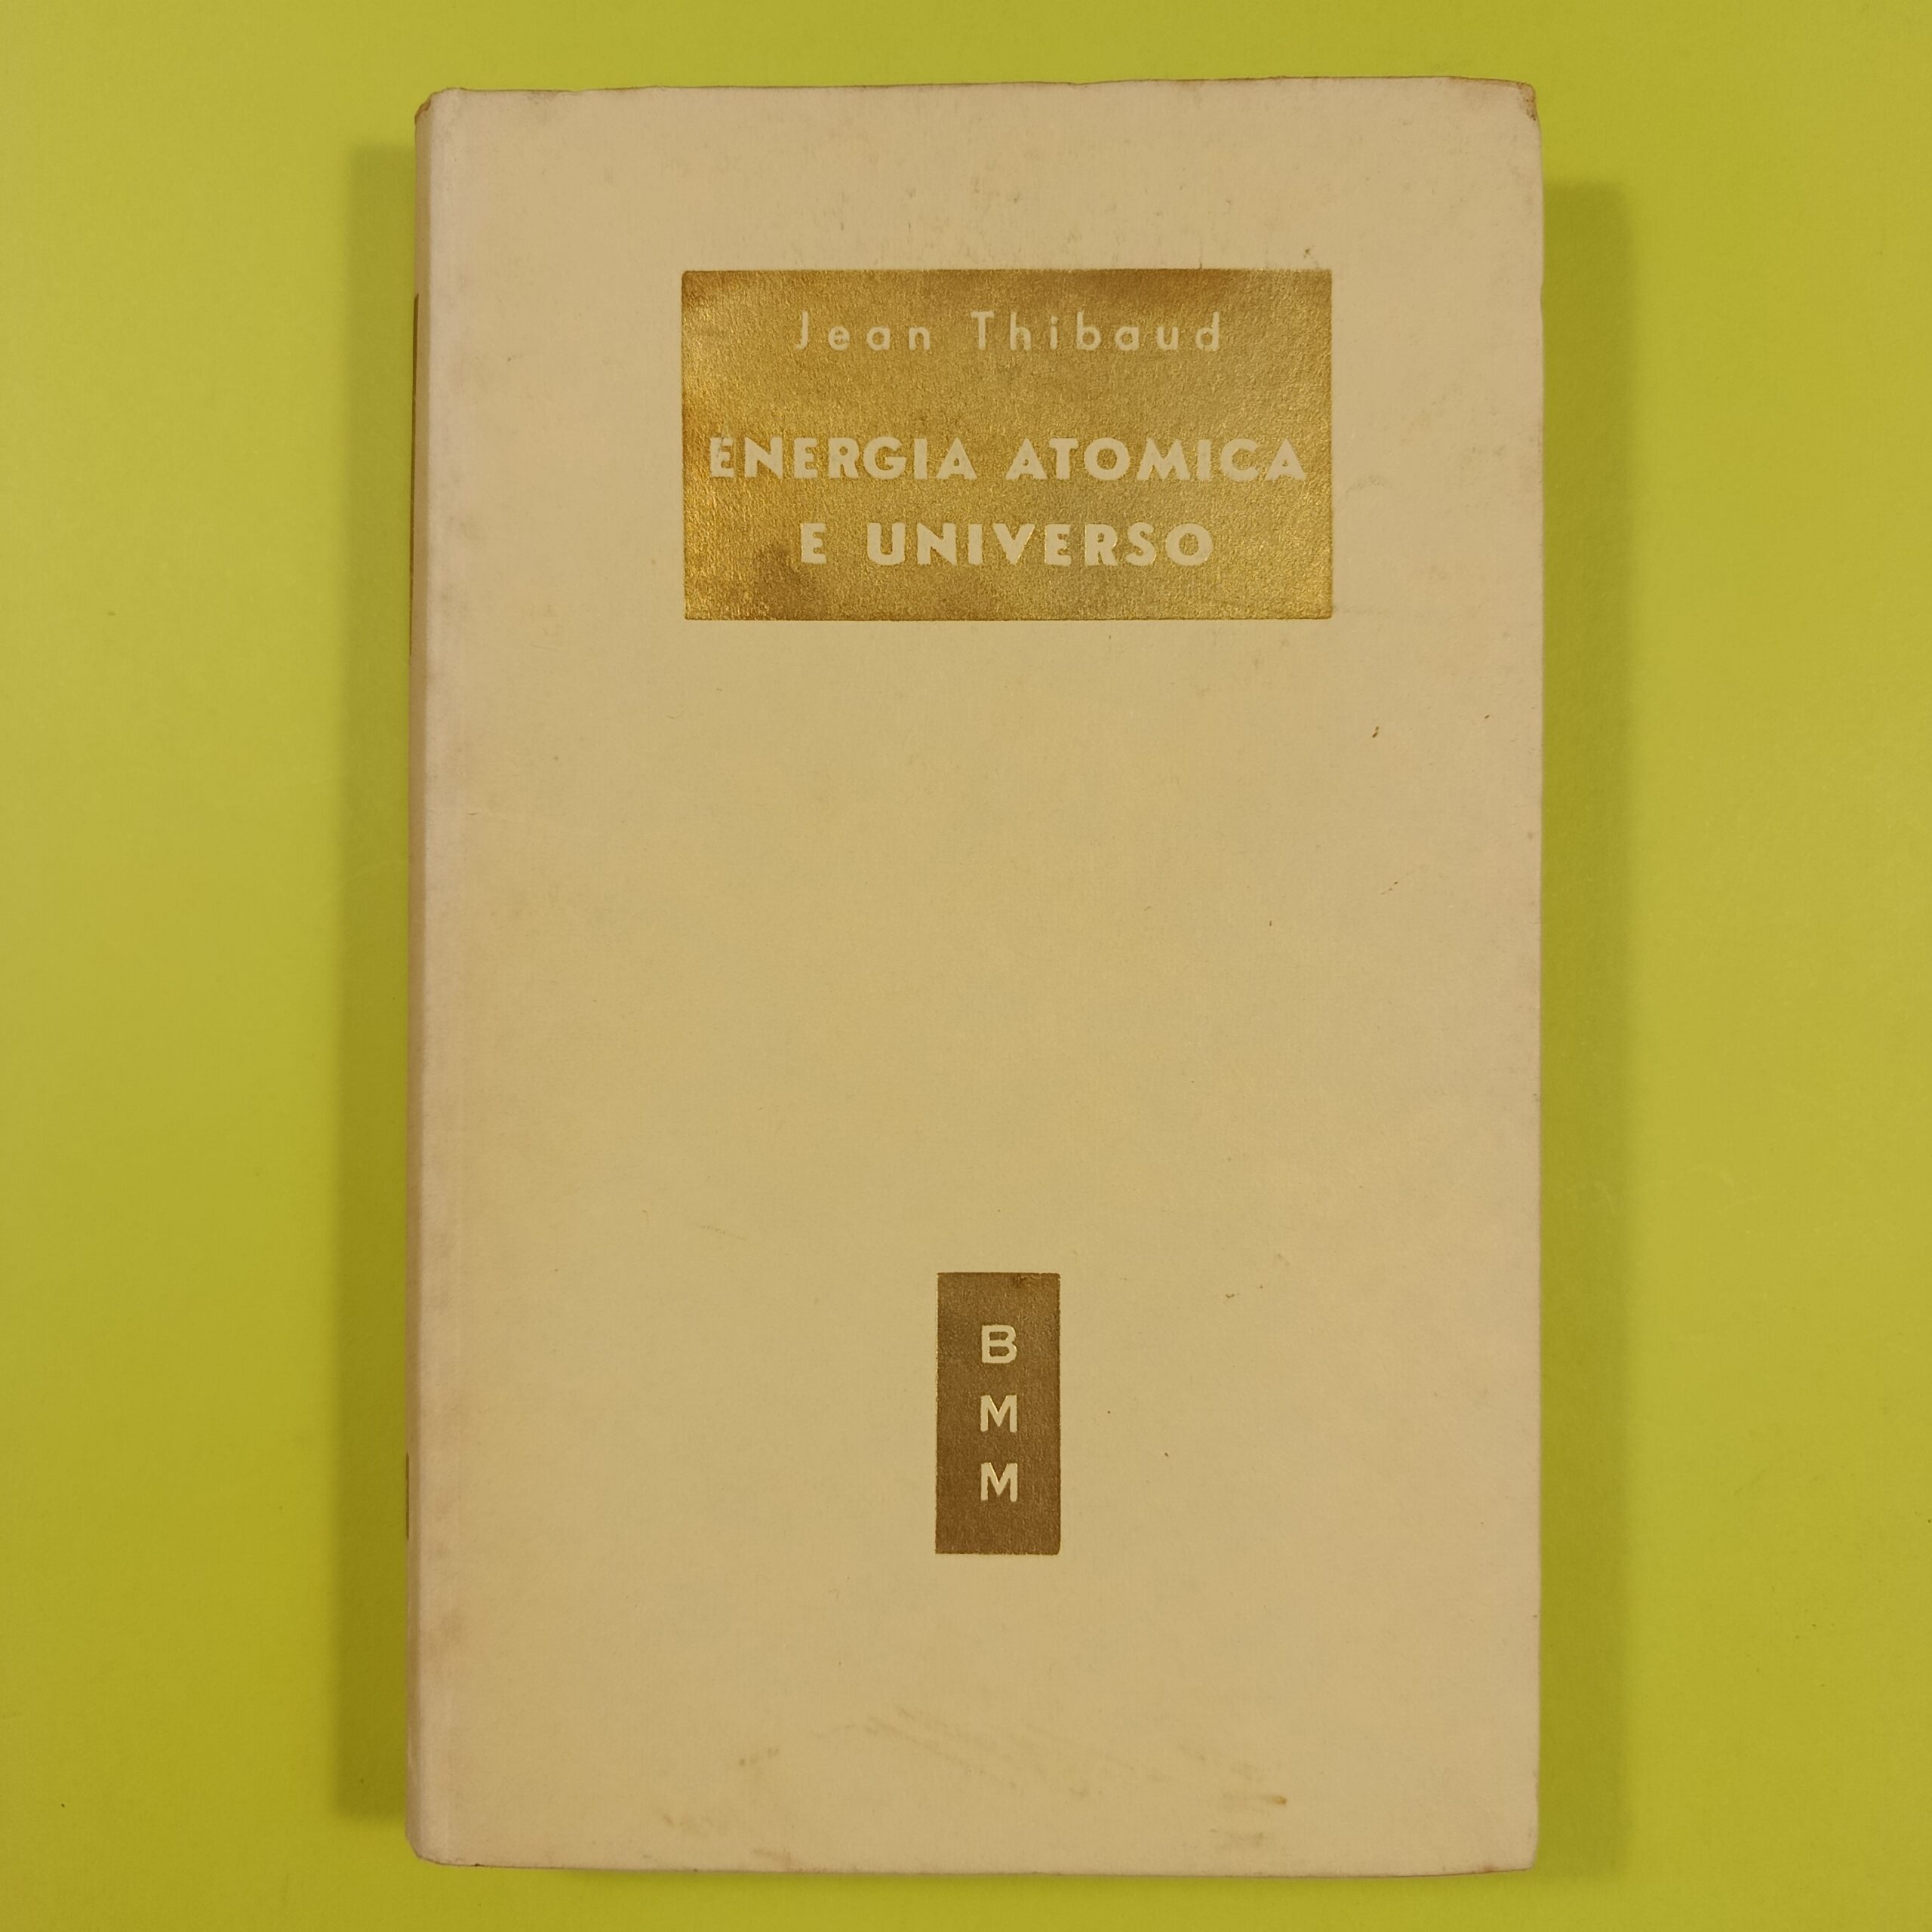 Jean Thibaud
ENERGIA ATOMICA
E UNIVERSO
B
M
M